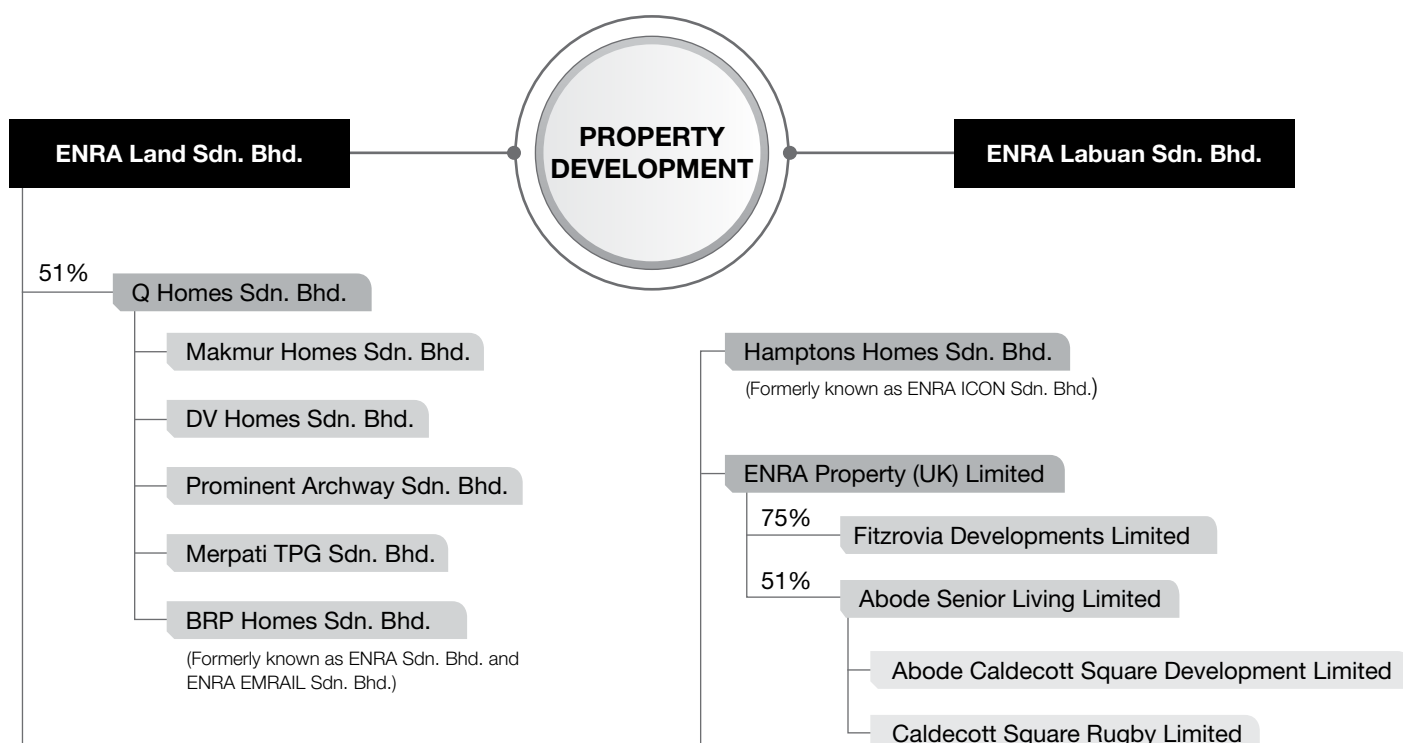 PROPERTY
DEVELOPMENT
ENRA Land Sdn. Bhd.
ENRA Labuan Sdn. Bhd.
51%
Q Homes Sdn. Bhd.
Makmur Homes Sdn. Bhd.
DV Homes Sdn. Bhd.
Prominent Archway Sdn. Bhd.
Merpati TPG Sdn. Bhd.
BRP Homes Sdn. Bhd.
(Formerly known as ENRA Sdn. Bhd. and
ENRA EMRAIL Sdn. Bhd.)
Hamptons Homes Sdn. Bhd.
(Formerly known as ENRA ICON Sdn. Bhd.)
ENRA Property (UK) Limited
75%
Fitzrovia Developments Limited
51%
Abode Senior Living Limited
Abode Caldecott Square Development Limited
Caldecott Square Rugby Limited